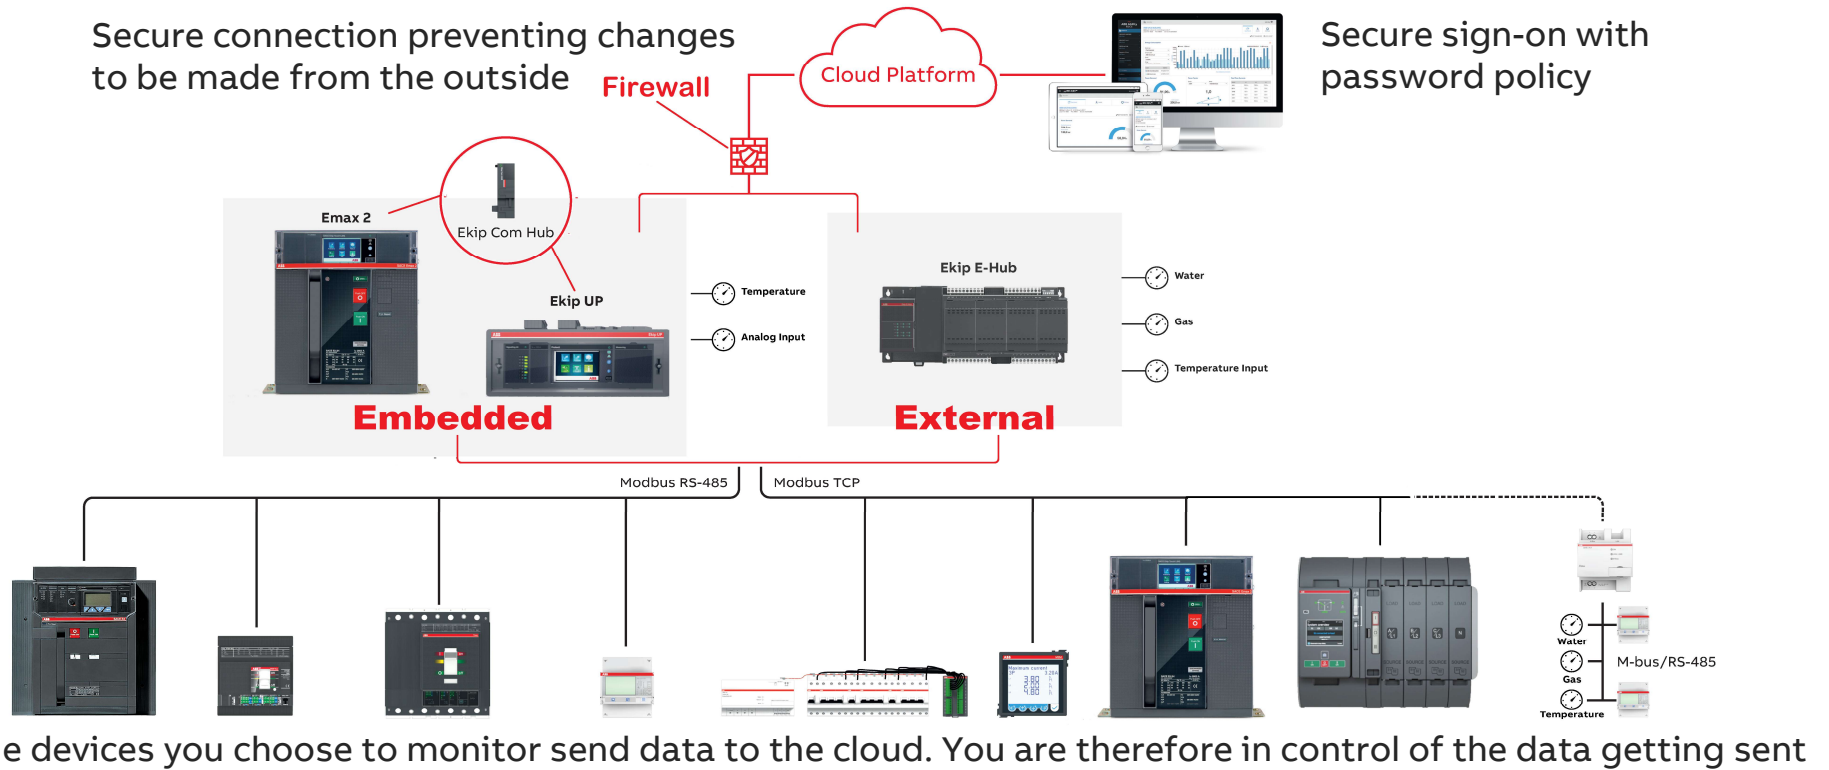 Secure connection preventing changes
to be made from the outside
Firewall
Cloud Platform
Secure sign-on with
password policy
Emax 2
Ekip Com Hub
Ekip UP
Temperature
Analog Input
Embedded
Ekip E-Hub
Water
Gas
Temperature Input
External
Modbus RS-485
Modbus TCP
Maximum current
Water
Gas
Temperature
M-bus/RS-485
e devices you choose to monitor send data to the cloud. You are therefore in control of the data getting sent